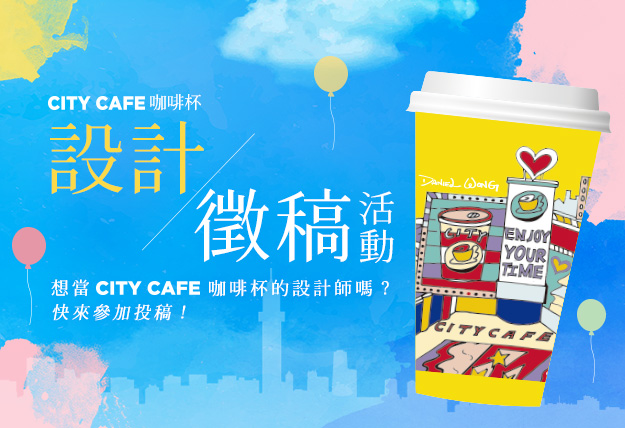 CITY CAFE 咖啡杯
設計
徵稿活動
想當 CITY CAFE 咖啡杯的設計師嗎？
快來參加投稿！
DANIEL WONG
CITY
ENJOY
YOUR
TIME
CITY CAFE